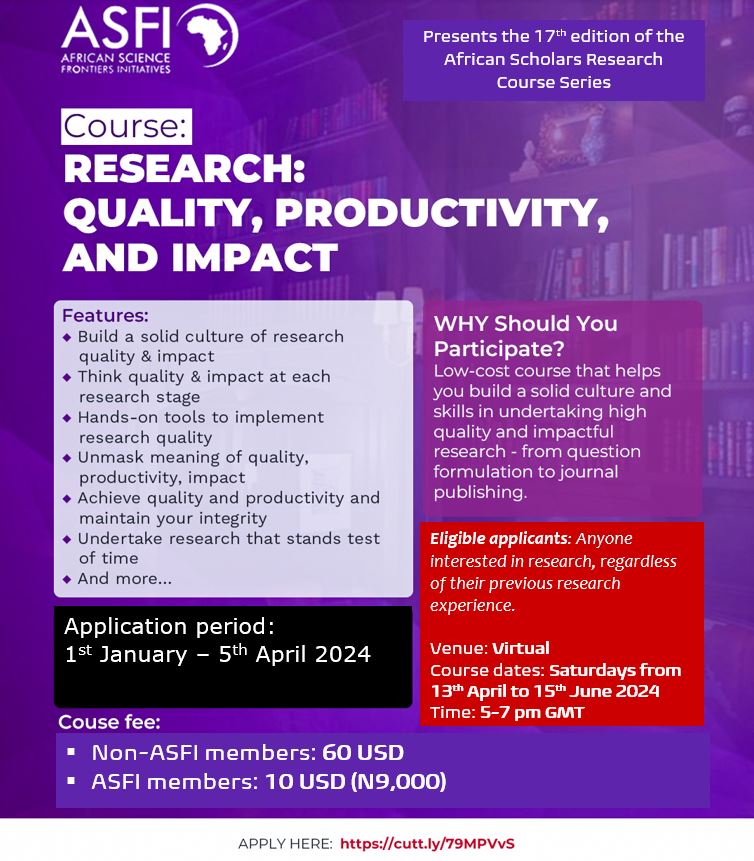 ASFI
AFRICAN SCIENCE
FRONTIERS INITIATIVES
Presents the 17th edition of the
African Scholars Research
Course Series
Course:
RESEARCH:
QUALITY, PRODUCTIVITY,
AND IMPACT
Features:
◆ Build a solid culture of research
quality & impact
◆ Think quality & impact at each
research stage
◆ Hands-on tools to implement
research quality
◆ Unmask meaning of quality,
productivity, impact
◆ Achieve quality and productivity and
maintain your integrity
◆ Undertake research that stands test
of time
◆ And more...
WHY Should You
Participate?
Low-cost course that helps
you build a solid culture and
skills in undertaking high
quality and impactful
research - from question
formulation to journal
publishing.
Eligible applicants: Anyone
interested in research, regardless
of their previous research
experience.
Venue: Virtual
Course dates: Saturdays from
13th April to 15th June 2024
Time: 5-7 pm GMT
Application period:
1st January – 5th April 2024
Couse fee:
▪ Non-ASFI members: 60 USD
▪ ASFI members: 10 USD (N9,000)
APPLY HERE: https://cutt.ly/79MPVvS